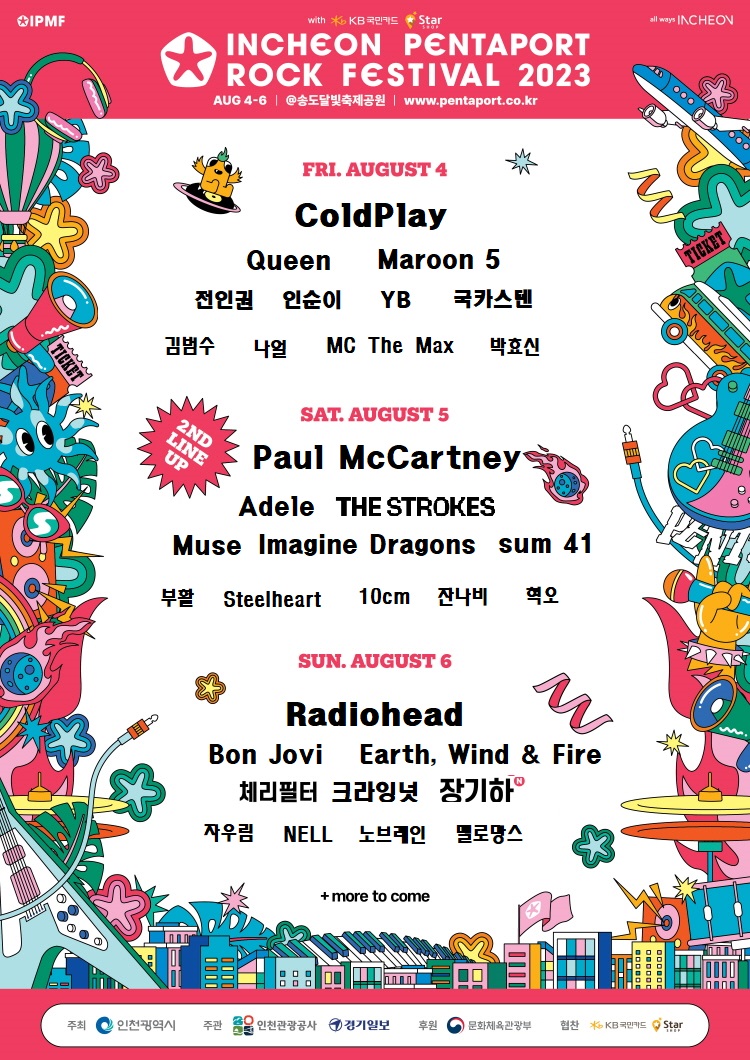 IPMF
with KB국민카드 Star SHOP
all ways INCHEON
INCHEON PENTAPORT
ROCK FESTIVAL 2023
AUG 4-6 | @송도달빛축제공원 | www.pentaport.co.kr
FRI. AUGUST 4
ColdPlay
Queen Maroon 5
전인권 인순이 YB 국카스텐
김범수 나얼 MC The Max 박효신
TICKET
TICKET
SAT. AUGUST 5
2ND
LINE
UP
Paul McCartney
Adele THE STROKES
Muse Imagine Dragons sum 41
부활 Steelheart 10cm 잔나비 혁오
PENT
SUN. AUGUST 6
Radiohead
Bon Jovi Earth, Wind & Fire
체리필터 크라잉넛 장기하 N
자우림 NELL 노브레인 멜로망스
+ more to come
주최 인천광역시 주관 인천관광공사 경기일보 후원 문화체육관광부 협찬 KB국민카드 Star SHOP